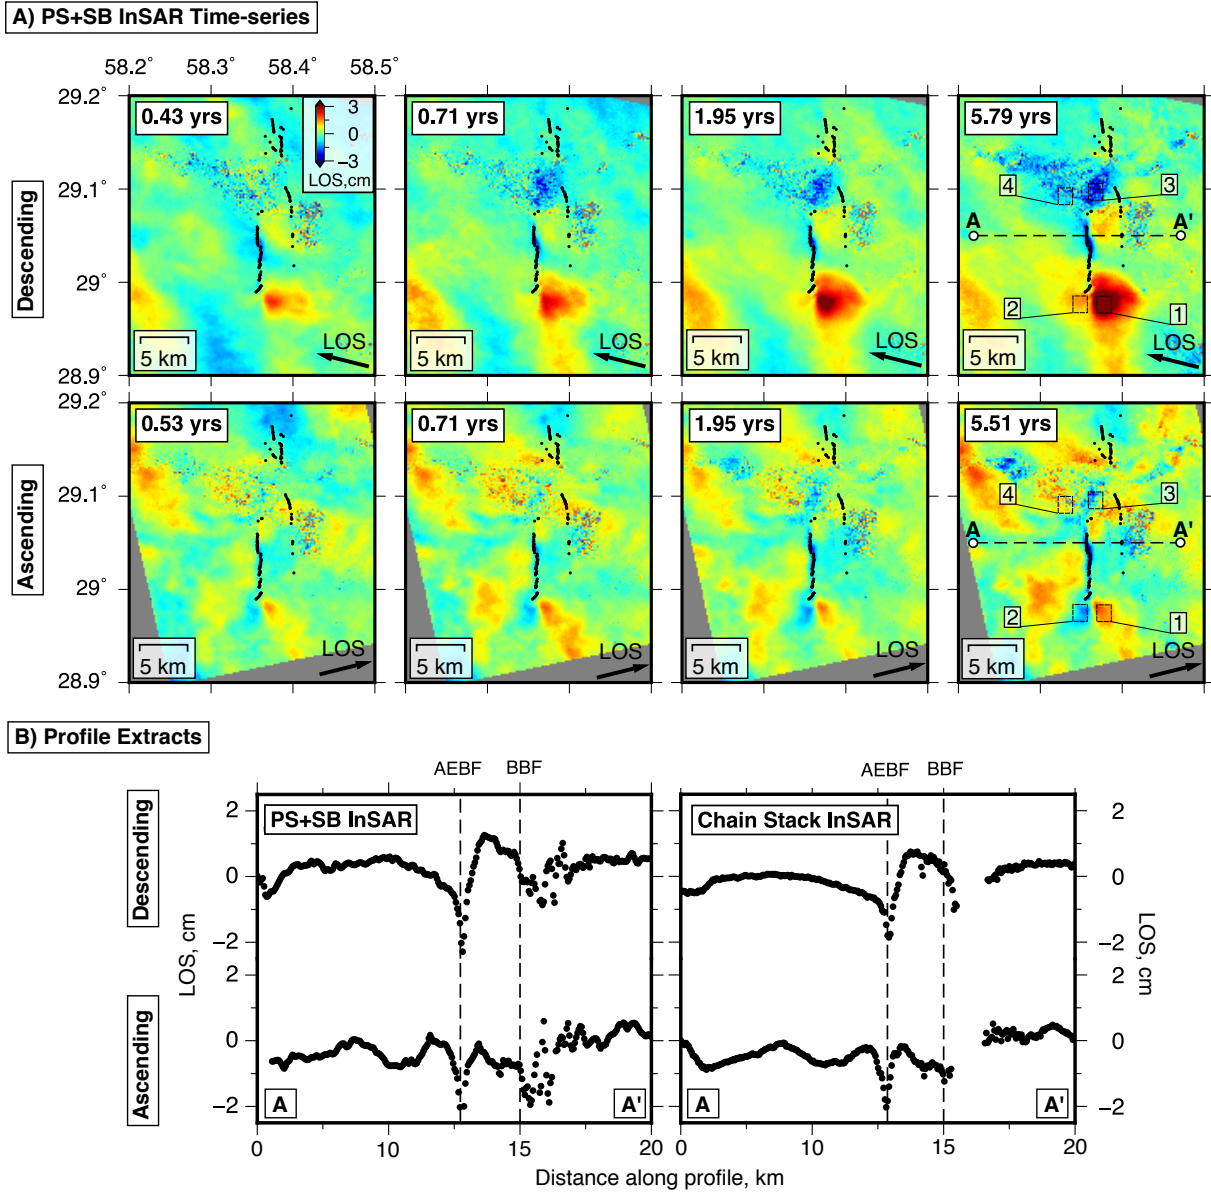 A) PS+SB InSAR Time-series
58.2˚ 58.3˚ 58.4˚ 58.5˚
Descending
29.2˚
29.1˚
29˚
28.9˚
0.43 yrs
3
0
−3
LOS,cm
5 km
LOS
0.71 yrs
5 km
LOS
1.95 yrs
5 km
LOS
5.79 yrs
4
3
A
A'
2
1
5 km
LOS
Ascending
29.2˚
29.1˚
29˚
28.9˚
0.53 yrs
5 km
LOS
0.71 yrs
5 km
LOS
1.95 yrs
5 km
LOS
5.51 yrs
4
3
A
A'
2
1
5 km
LOS
B) Profile Extracts
AEBF BBF
AEBF BBF
Descending
Ascending
LOS, cm
2
0
−2
2
0
−2
PS+SB InSAR
A
A'
0 10 15 20
Chain Stack InSAR
A
A'
0 10 15 20
2
0
−2
2
0
−2
LOS, cm
Distance along profile, km